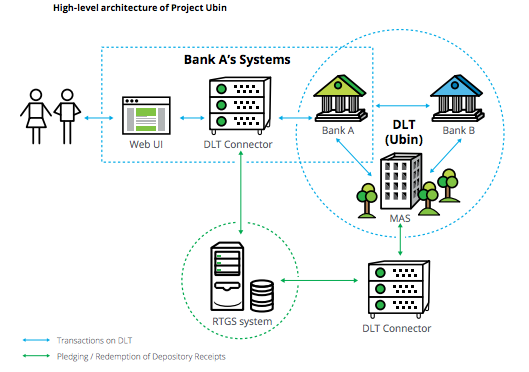 High-level architecture of Project Ubin
Bank A's Systems
Web UI
DLT Connector
Bank A
DLT
(Ubin)
Bank B
MAS
RTGS system
DLT Connector
Transactions on DLT
Pledging / Redemption of Depository Receipts